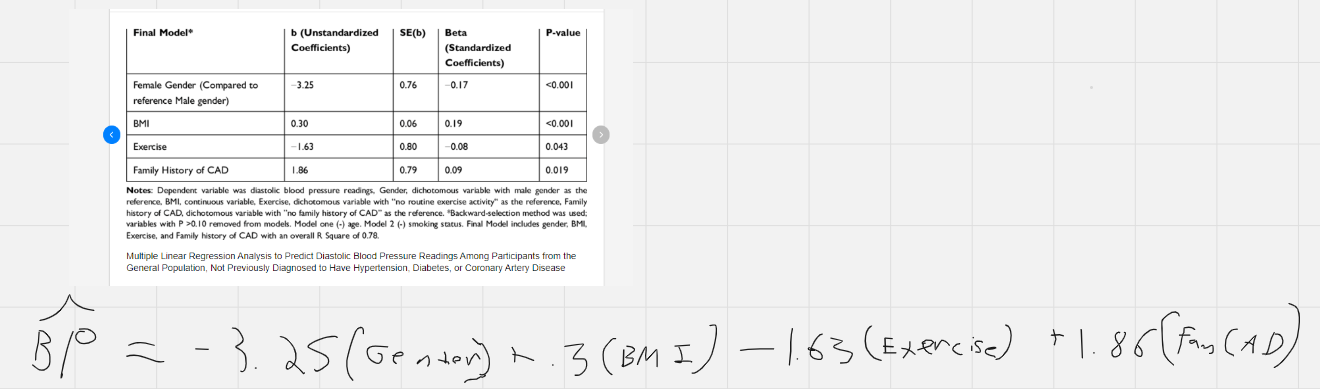 Final Model* b (Unstandardized Coefficients) SE(b) Beta (Standardized Coefficients) P-value
Female Gender (Compared to reference Male gender) −3.25 0.76 −0.17 <0.001
BMI 0.30 0.06 0.19 <0.001
Exercise −1.63 0.80 −0.08 0.043
Family History of CAD 1.86 0.79 0.09 0.019
Notes: Dependent variable was diastolic blood pressure readings, Gender, dichotomous variable with male gender as the
reference, BMI, continuous variable, Exercise, dichotomous variable with "no routine exercise activity" as the reference, Family
history of CAD, dichotomous variable with "no family history of CAD" as the reference. *Backward-selection method was used;
variables with P >0.10 removed from models. Model one (-) age. Model 2 (-) smoking status. Final Model includes gender, BMI,
Exercise, and Family history of CAD with an overall R Square of 0.78.
Multiple Linear Regression Analysis to Predict Diastolic Blood Pressure Readings Among Participants from the
General Population, Not Previously Diagnosed to Have Hypertension, Diabetes, or Coronary Artery Disease
B̂P = -3.25(Gender) + .3(BMI) - 1.63(Exercise) + 1.86(Fam CAD)